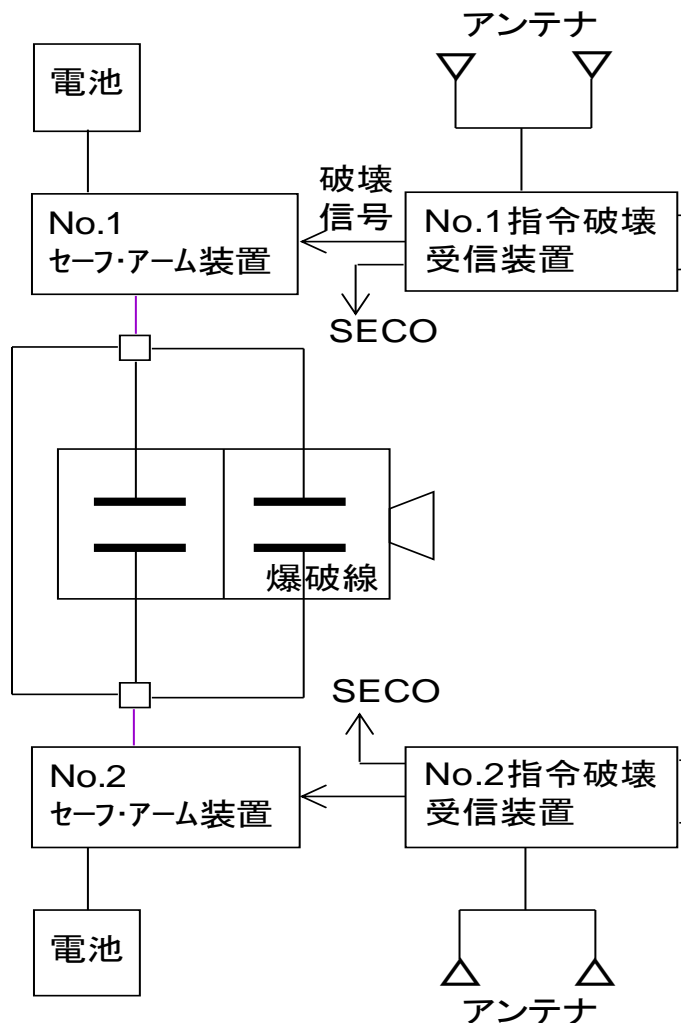 アンテナ
電池
破壊
信号
No.1
セーフ・アーム装置
No.1指令破壊
受信装置
SECO
爆破線
SECO
No.2
セーフ・アーム装置
No.2指令破壊
受信装置
電池
アンテナ